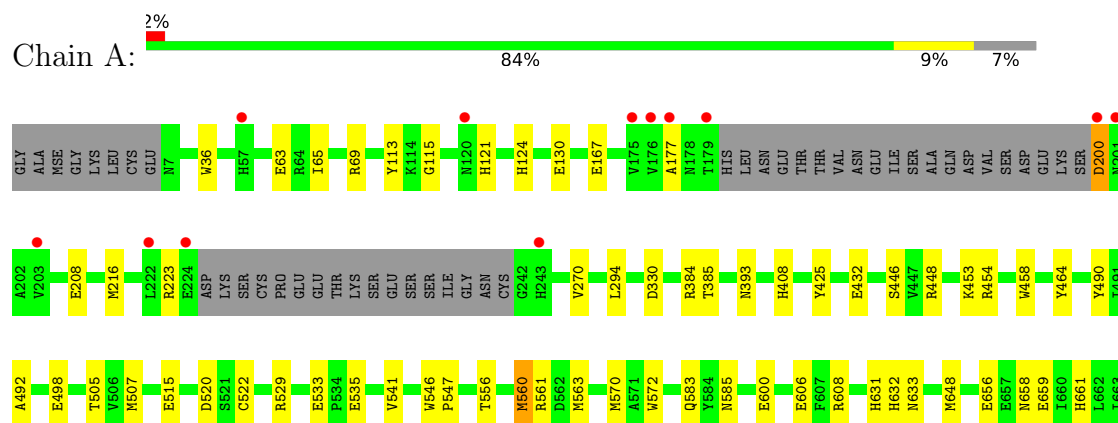 2%
Chain A:
84% 9% 7%
GLY ALA MSE GLY LYS LEU CYS GLU N7 W36 H57 E63 R64 I65 R69 Y113 K114 G115 N120 H121 H124 E130 E167 V175 V176 A177 N178 T179 HIS LEU ASN GLU THR THR VAL ASN GLU ILE SER ALA GLN ASP VAL SER ASP GLU LYS SER D200 N201
A202 V203 E208 M216 L222 R223 E224 ASP LYS SER CYS PRO GLU GLU THR LYS SER GLU SER SER ILE GLY ASN CYS G242 H243 V270 L294 D330 R384 T385 N393 H408 Y425 E432 S446 V447 R448 K453 R454 W458 Y464 Y490 I491
A492 E498 T505 V506 M507 E515 D520 S521 C522 R529 E533 P534 E535 V541 W546 P547 T556 M560 R561 D562 M563 M570 A571 W572 Q583 Y584 N585 E600 E606 F607 R608 H631 H632 N633 M648 E656 E657 N658 E659 I660 H661 L662 I663